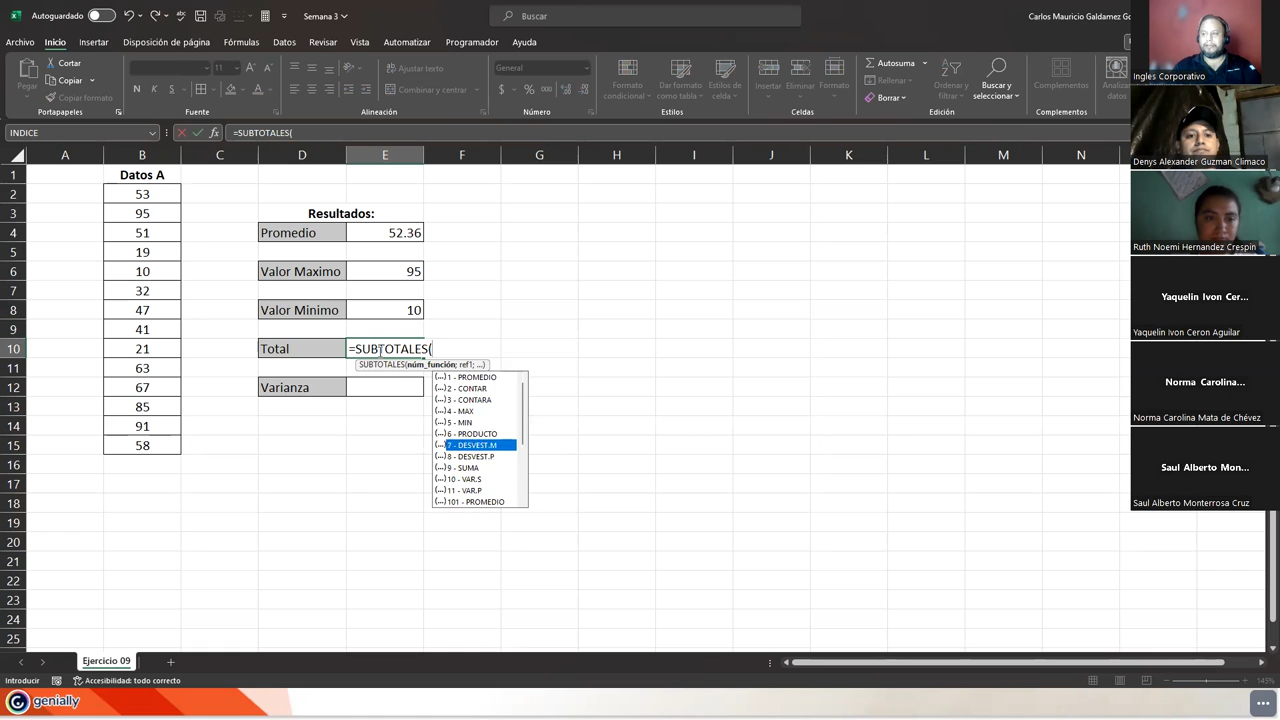 Autoguardado
Semana 3
Buscar
Carlos Mauricio Galdamez Go
Archivo Inicio Insertar Disposición de página Fórmulas Datos Revisar Vista Automatizar Programador Ayuda
Pegar
Cortar
Copiar
Copiar formato
Portapapeles
11
Fuente
Ajustar texto
Combinar y centrar
Alineación
General
Número
Formato condicional
Dar formato como tabla
Estilos de celda
Estilos
Insertar Eliminar Formato
Celdas
Autosuma
Rellenar
Borrar
Ordenar y filtrar
Buscar y seleccionar
Edición
Complementos
Complementos
Analizar datos
INDICE
fx =SUBTOTALES(
A B C D E F G H I J K L M N
1 Datos A
2 53
3 95 Resultados:
4 51 Promedio 52.36
5 19
6 10 Valor Maximo 95
7 32
8 47 Valor Minimo 10
9 41
10 21 Total =SUBTOTALES(
SUBTOTALES(núm_función; ref1; ...)
11 63
12 67 Varianza
13 85
14 91
15 58
(...) 1 - PROMEDIO
(...) 2 - CONTAR
(...) 3 - CONTARA
(...) 4 - MAX
(...) 5 - MIN
(...) 6 - PRODUCTO
(...) 7 - DESVEST.M
(...) 8 - DESVEST.P
(...) 9 - SUMA
(...) 10 - VAR.S
(...) 11 - VAR.P
(...) 101 - PROMEDIO
16
17
18
19
20
21
22
23
24
25
Ejercicio 09
Introducir
Accesibilidad: todo correcto
145%
genially
Ingles Corporativo
Denys Alexander Guzman Climaco
Ruth Noemi Hernandez Crespin
Yaquelin Ivon Cer...
Yaquelin Ivon Ceron Aguilar
Norma Carolina...
Norma Carolina Mata de Chévez
Saul Alberto Mon...
Saul Alberto Monterrosa Cruz